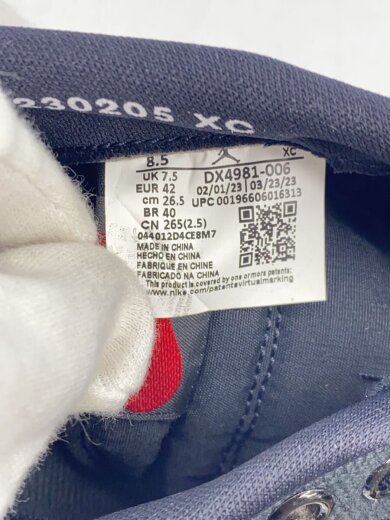 230205 XC
8.5 XC
UK 7.5 DX4981-006
EUR 42 02/01/23 | 03/23/23
cm 26.5 UPC 00196606016313
BR 40
CN 265(2.5)
044012D4CE8M7
MADE IN CHINA
HECHO EN CHINA
FABRIQUE EN CHINE
FABRICADO NA CHINA
This product is covered by one or more patents.
www.nike.com/patentsvirtualmarking